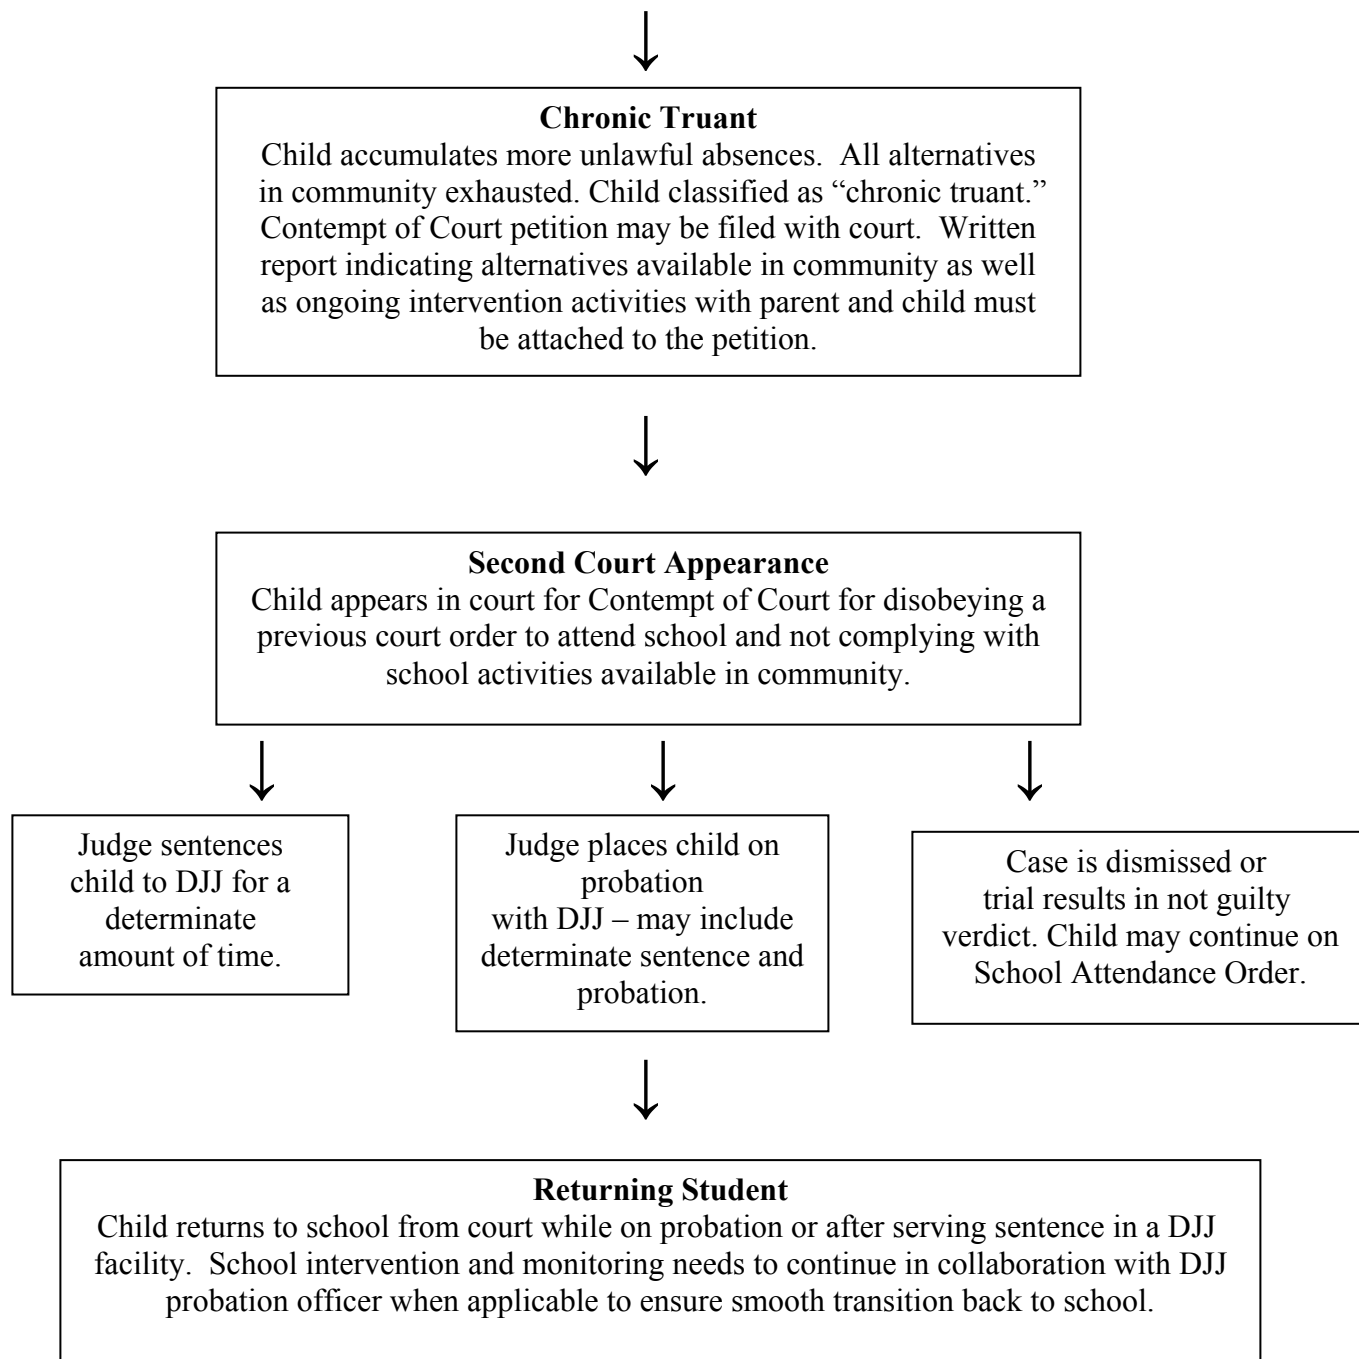 Chronic Truant
Child accumulates more unlawful absences.  All alternatives
in community exhausted. Child classified as “chronic truant.”
Contempt of Court petition may be filed with court.  Written
report indicating alternatives available in community as well
as ongoing intervention activities with parent and child must
be attached to the petition.
Second Court Appearance
Child appears in court for Contempt of Court for disobeying a
previous court order to attend school and not complying with
school activities available in community.
Judge sentences
child to DJJ for a
determinate
amount of time.
Judge places child on
probation
with DJJ – may include
determinate sentence and
probation.
Case is dismissed or
trial results in not guilty
verdict. Child may continue on
School Attendance Order.
Returning Student
Child returns to school from court while on probation or after serving sentence in a DJJ
facility.  School intervention and monitoring needs to continue in collaboration with DJJ
probation officer when applicable to ensure smooth transition back to school.